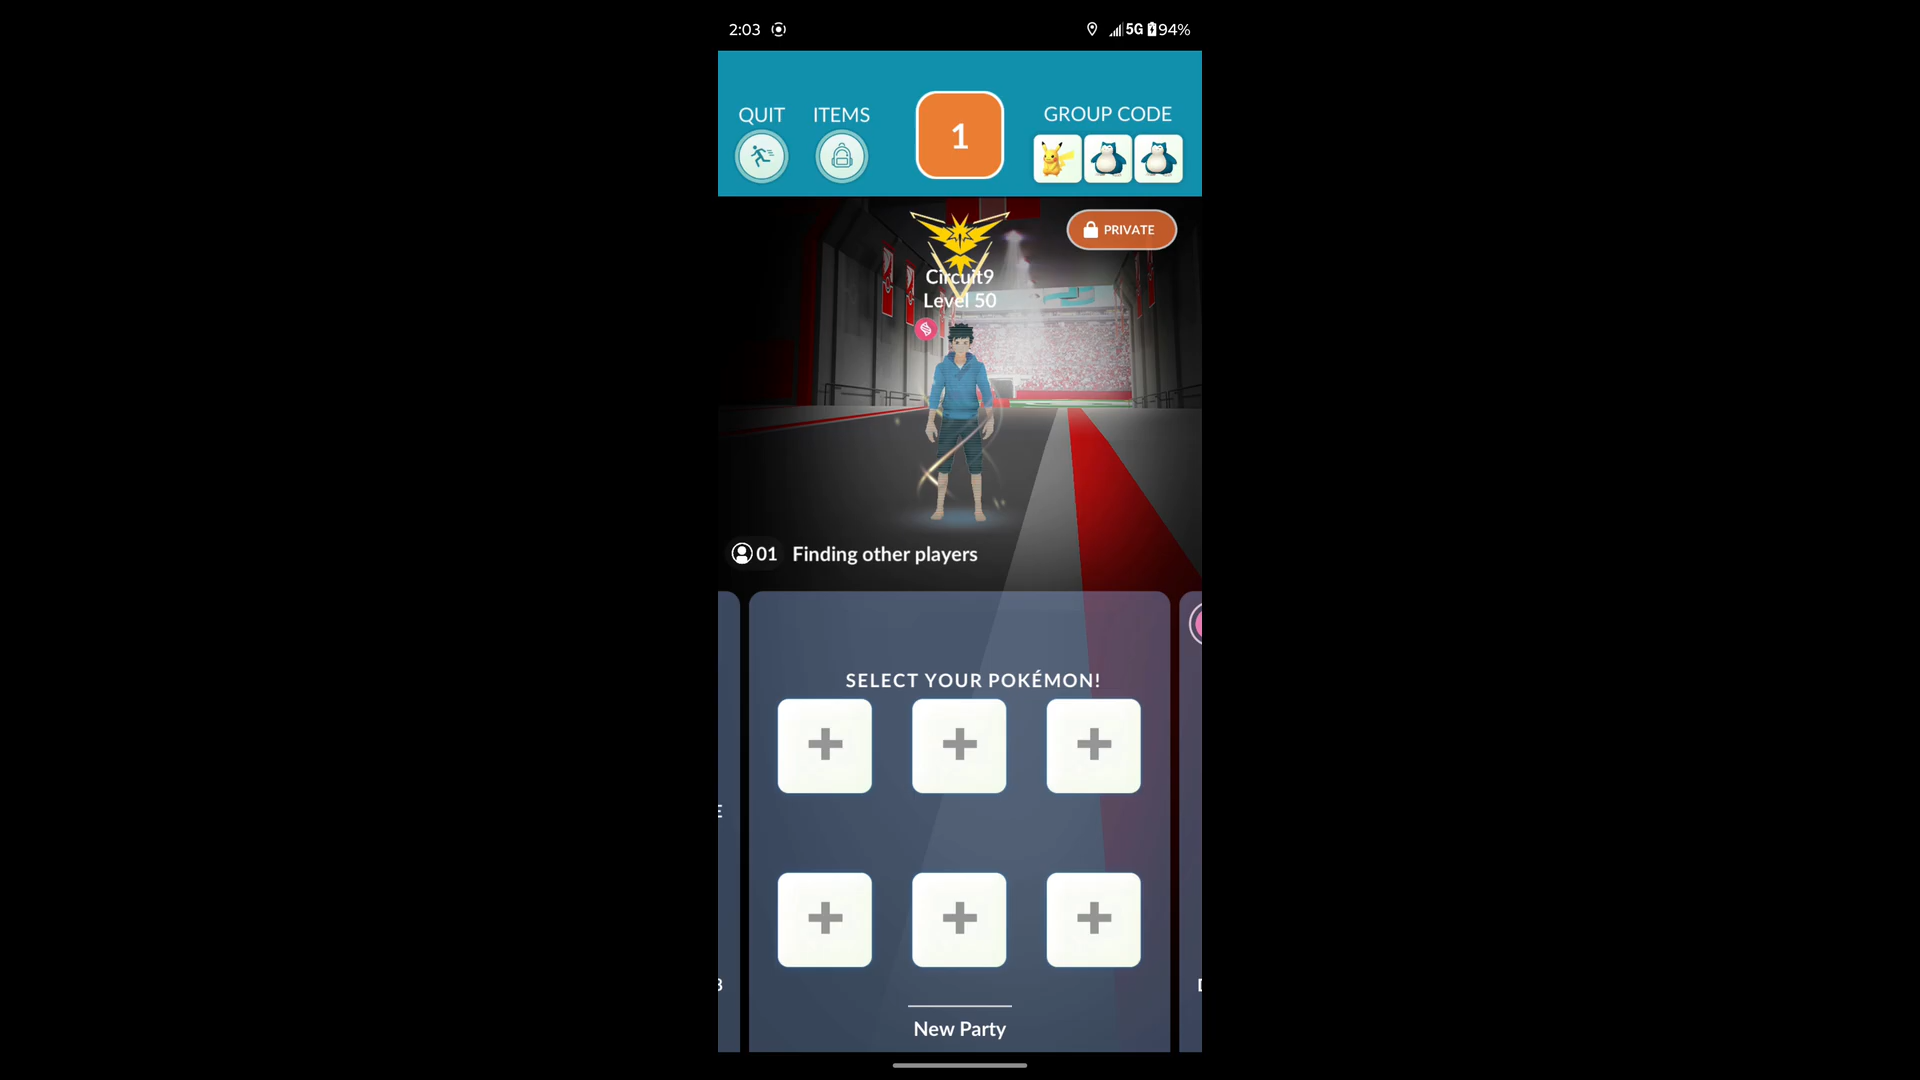 2:03
5G 94%
QUIT
ITEMS
1
GROUP CODE
PRIVATE
Circuit9
Level 50
01
Finding other players
SELECT YOUR POKÉMON!
New Party